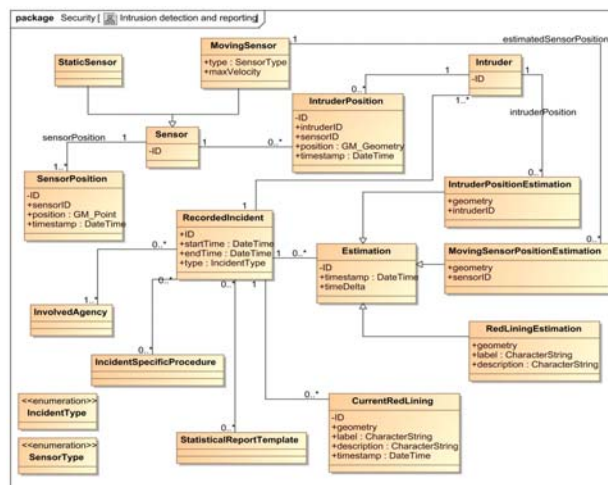 package Security [ Intrusion detection and reporting]
StaticSensor
MovingSensor
+type : SensorType
+maxVelocity
1
estimatedSensorPosition
Intruder
-ID
1
1
1..*
0..*
intruderPosition
IntruderPosition
-ID
+intruderID
+sensorID
+position : GM_Geometry
+timestamp : DateTime
Sensor
-ID
sensorPosition
1
1
0..*
1..*
SensorPosition
-ID
+sensorID
+position : GM_Point
+timestamp : DateTime
0..*
IntruderPositionEstimation
+geometry
+intruderID
1
RecordedIncident
+ID
+startTime : DateTime
+endTime : DateTime
+type : IncidentType
1
0..*
Estimation
-ID
+timestamp : DateTime
+timeDelta
0..*
MovingSensorPositionEstimation
+geometry
+sensorID
0..*
1..*
InvolvedAgency
0..*
0..*
1
0..*
IncidentSpecificProcedure
RedLiningEstimation
+geometry
+label : CharacterString
+description : CharacterString
<<enumeration>>
IncidentType
<<enumeration>>
SensorType
0..*
StatisticalReportTemplate
0..*
CurrentRedLining
-ID
+geometry
+label : CharacterString
+description : CharacterString
+timestamp : DateTime